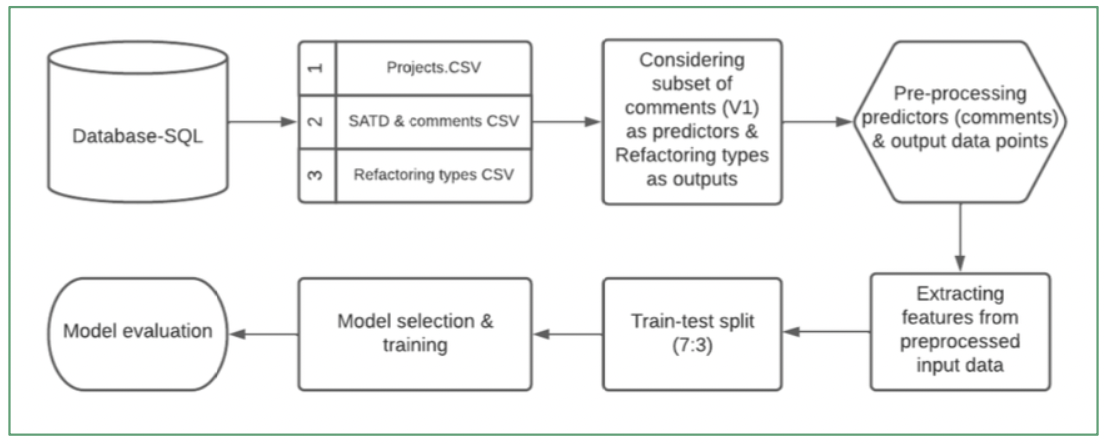 Database-SQL
1
Projects.CSV
2
SATD & comments CSV
3
Refactoring types CSV
Considering
subset of
comments (V1)
as predictors &
Refactoring types
as outputs
Pre-processing
predictors (comments)
& output data points
Extracting
features from
preprocessed
input data
Train-test split
(7:3)
Model selection &
training
Model evaluation